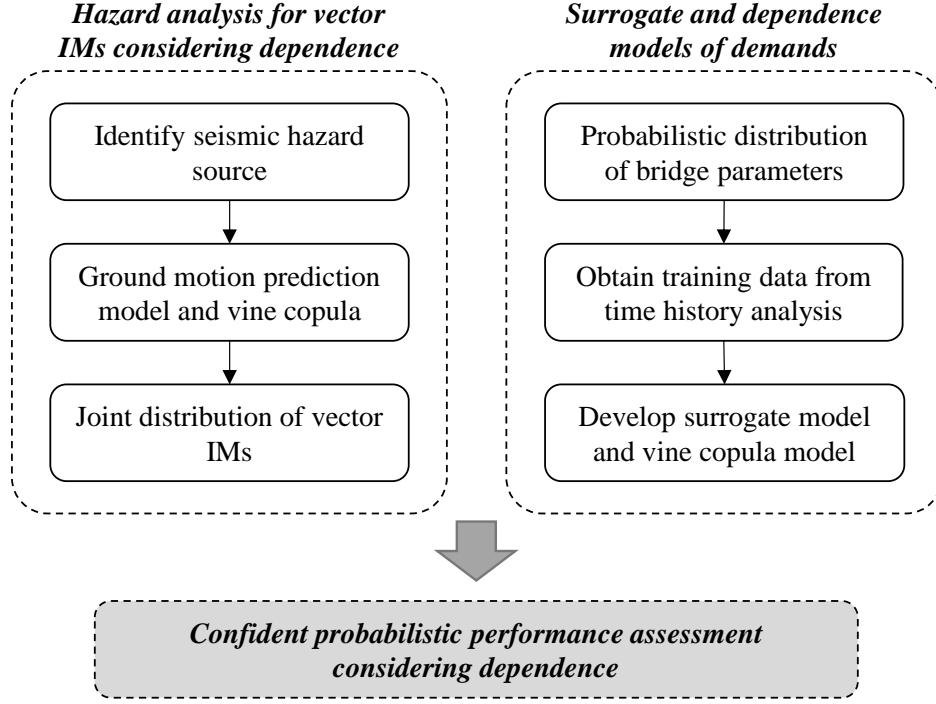 Hazard analysis for vector
IMs considering dependence
Identify seismic hazard
source
Ground motion prediction
model and vine copula
Joint distribution of vector
IMs
Surrogate and dependence
models of demands
Probabilistic distribution
of bridge parameters
Obtain training data from
time history analysis
Develop surrogate model
and vine copula model
Confident probabilistic performance assessment
considering dependence